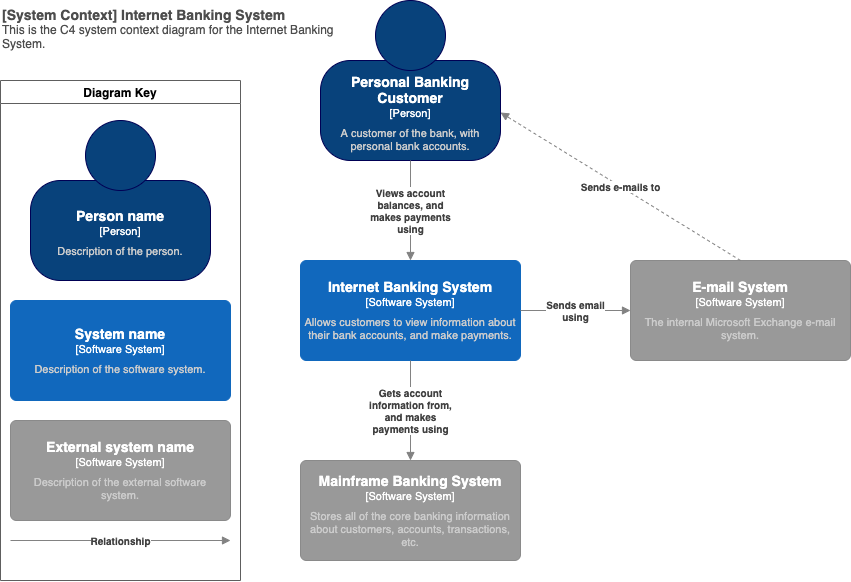 [System Context] Internet Banking System
This is the C4 system context diagram for the Internet Banking
System.
Diagram Key
Person name
[Person]
Description of the person.
System name
[Software System]
Description of the software system.
External system name
[Software System]
Description of the external software
system.
Relationship
Personal Banking
Customer
[Person]
A customer of the bank, with
personal bank accounts.
Views account
balances, and
makes payments
using
Sends e-mails to
Internet Banking System
[Software System]
Allows customers to view information about
their bank accounts, and make payments.
Sends email
using
E-mail System
[Software System]
The internal Microsoft Exchange e-mail
system.
Gets account
information from,
and makes
payments using
Mainframe Banking System
[Software System]
Stores all of the core banking information
about customers, accounts, transactions,
etc.